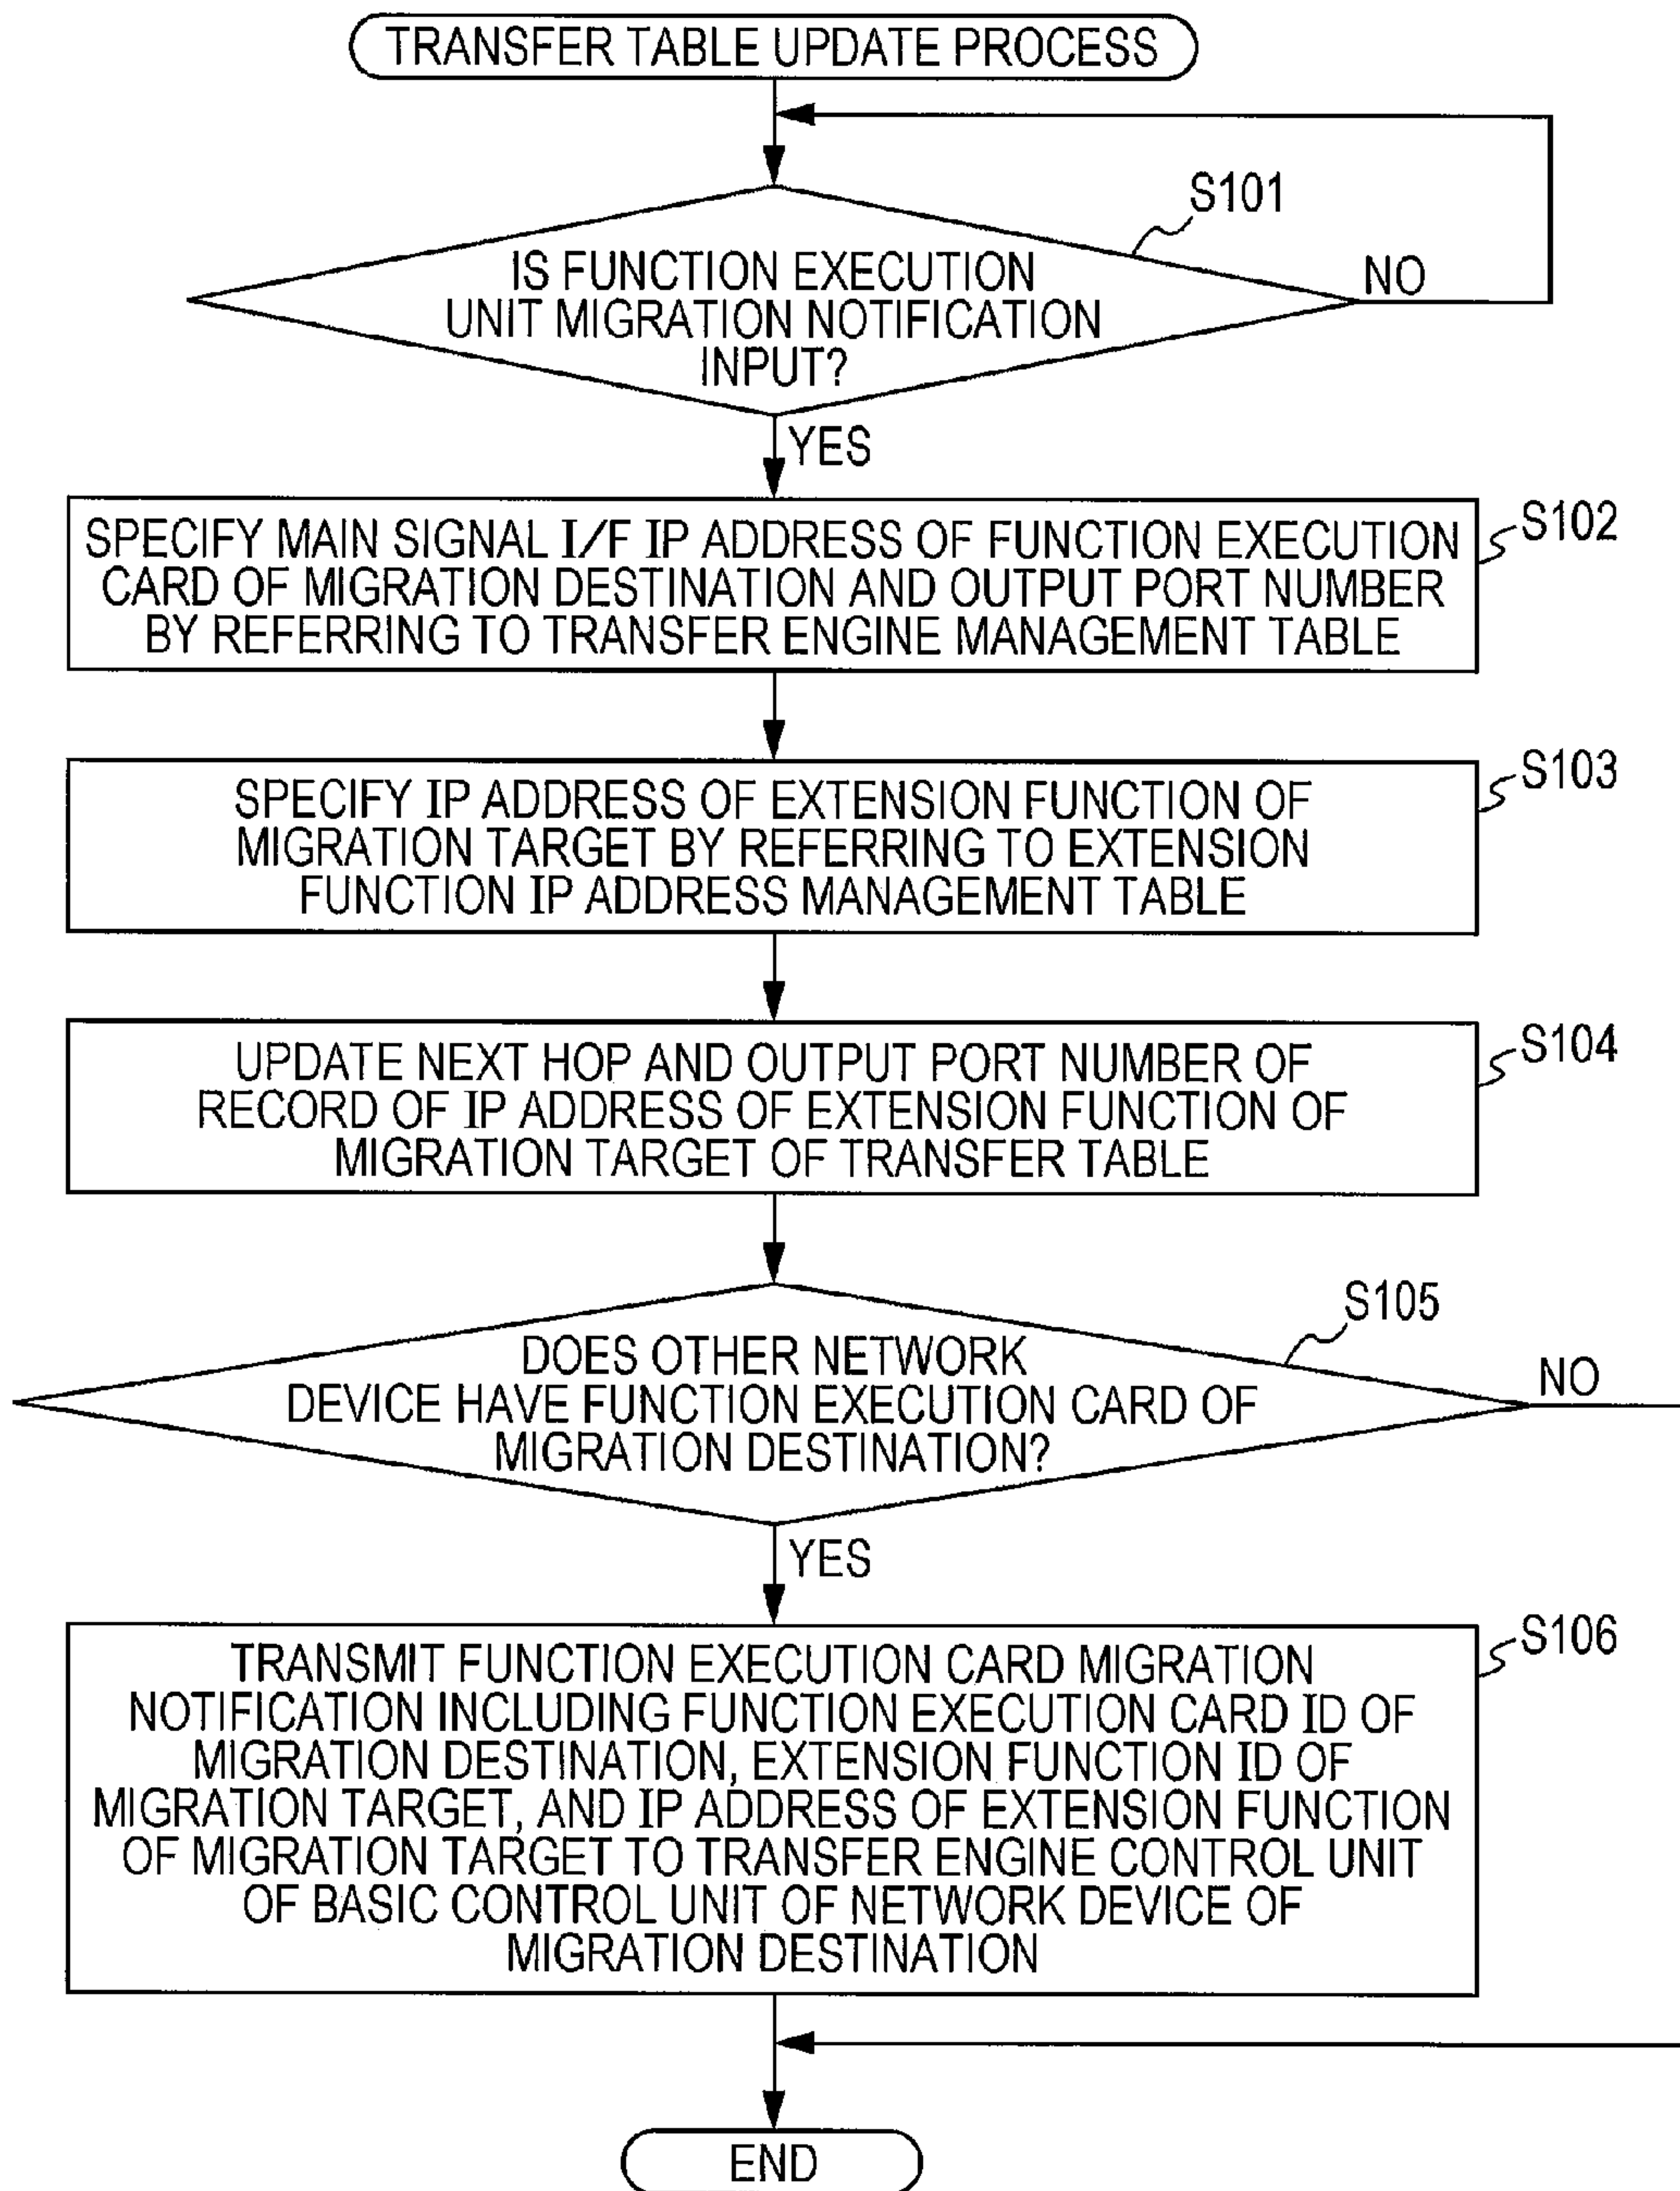 TRANSFER TABLE UPDATE PROCESS
S101
IS FUNCTION EXECUTION
UNIT MIGRATION NOTIFICATION
INPUT?
NO
YES
S102
SPECIFY MAIN SIGNAL I/F IP ADDRESS OF FUNCTION EXECUTION
CARD OF MIGRATION DESTINATION AND OUTPUT PORT NUMBER
BY REFERRING TO TRANSFER ENGINE MANAGEMENT TABLE
S103
SPECIFY IP ADDRESS OF EXTENSION FUNCTION OF
MIGRATION TARGET BY REFERRING TO EXTENSION
FUNCTION IP ADDRESS MANAGEMENT TABLE
S104
UPDATE NEXT HOP AND OUTPUT PORT NUMBER OF
RECORD OF IP ADDRESS OF EXTENSION FUNCTION OF
MIGRATION TARGET OF TRANSFER TABLE
S105
DOES OTHER NETWORK
DEVICE HAVE FUNCTION EXECUTION CARD OF
MIGRATION DESTINATION?
NO
YES
S106
TRANSMIT FUNCTION EXECUTION CARD MIGRATION
NOTIFICATION INCLUDING FUNCTION EXECUTION CARD ID OF
MIGRATION DESTINATION, EXTENSION FUNCTION ID OF
MIGRATION TARGET, AND IP ADDRESS OF EXTENSION FUNCTION
OF MIGRATION TARGET TO TRANSFER ENGINE CONTROL UNIT
OF BASIC CONTROL UNIT OF NETWORK DEVICE OF
MIGRATION DESTINATION
END